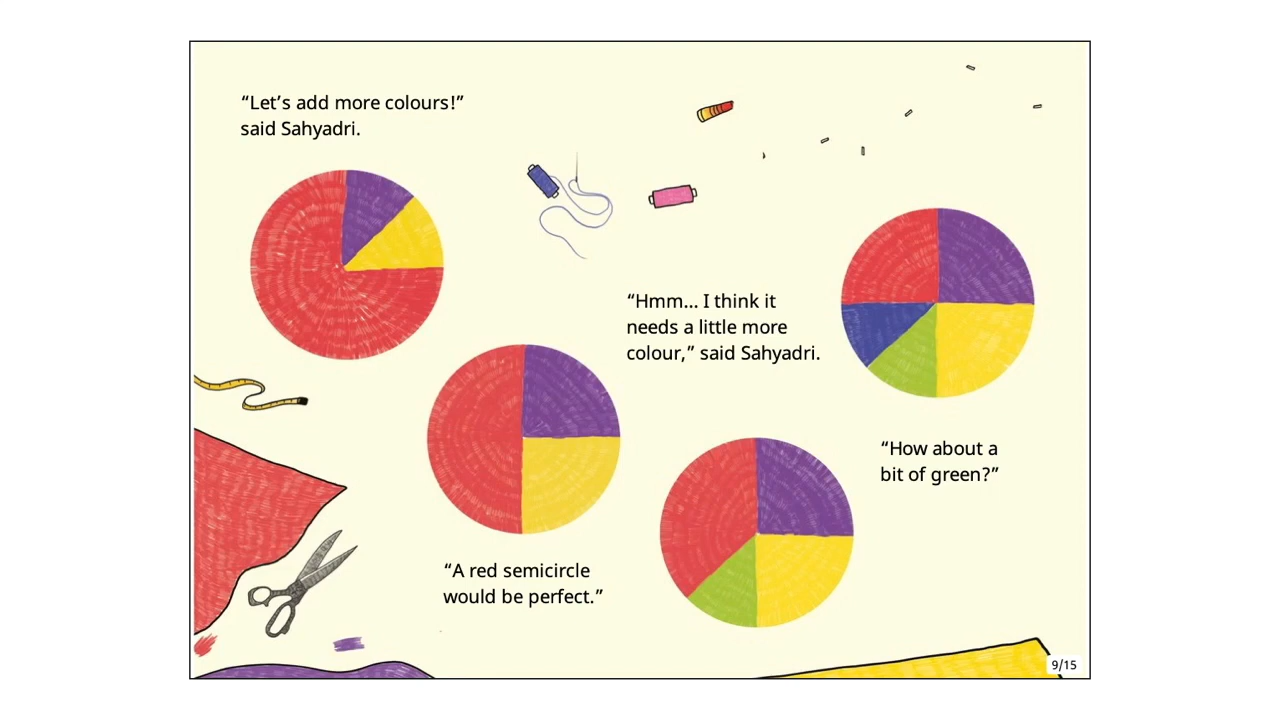 “Let’s add more colours!”
said Sahyadri.
“Hmm... I think it
needs a little more
colour,” said Sahyadri.
“How about a
bit of green?”
“A red semicircle
would be perfect.”
9/15